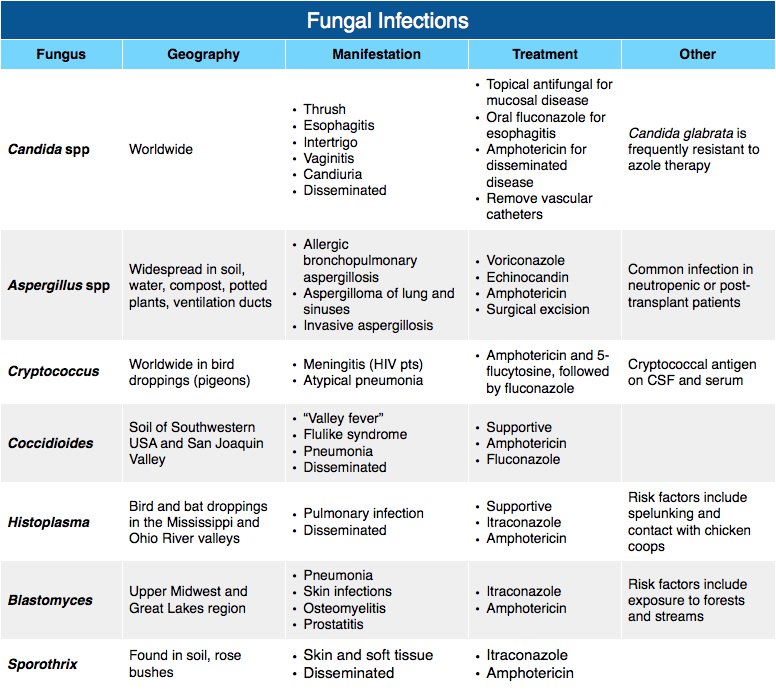 Fungal Infections
Fungus
Geography
Manifestation
Treatment
Other
Candida spp
Worldwide
• Thrush
• Esophagitis
• Intertrigo
• Vaginitis
• Candiuria
• Disseminated
• Topical antifungal for
mucosal disease
• Oral fluconazole for
esophagitis
• Amphotericin for
disseminated
disease
• Remove vascular
catheters
Candida glabrata is
frequently resistant to
azole therapy
Aspergillus spp
Widespread in soil,
water, compost, potted
plants, ventilation ducts
• Allergic
bronchopulmonary
aspergillosis
• Aspergilloma of lung and
sinuses
• Invasive aspergillosis
• Voriconazole
• Echinocandin
• Amphotericin
• Surgical excision
Common infection in
neutropenic or post-
transplant patients
Cryptococcus
Worldwide in bird
droppings (pigeons)
• Meningitis (HIV pts)
• Atypical pneumonia
• Amphotericin and 5-
flucytosine, followed
by fluconazole
Cryptococcal antigen
on CSF and serum
Coccidioides
Soil of Southwestern
USA and San Joaquin
Valley
• “Valley fever”
• Flulike syndrome
• Pneumonia
• Disseminated
• Supportive
• Amphotericin
• Fluconazole
Histoplasma
Bird and bat droppings
in the Mississippi and
Ohio River valleys
• Pulmonary infection
• Disseminated
• Supportive
• Itraconazole
• Amphotericin
Risk factors include
spelunking and
contact with chicken
coops
Blastomyces
Upper Midwest and
Great Lakes region
• Pneumonia
• Skin infections
• Osteomyelitis
• Prostatitis
• Itraconazole
• Amphotericin
Risk factors include
exposure to forests
and streams
Sporothrix
Found in soil, rose
bushes
• Skin and soft tissue
• Disseminated
• Itraconazole
• Amphotericin